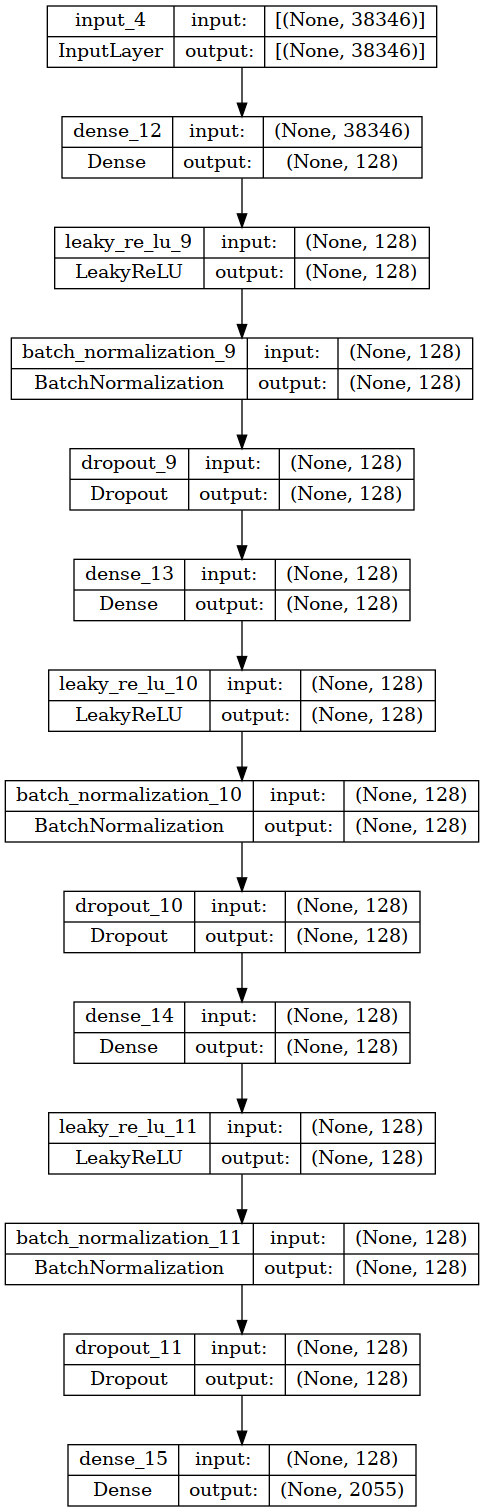 input_4 input: [(None, 38346)]
InputLayer output: [(None, 38346)]
dense_12 input: (None, 38346)
Dense output: (None, 128)
leaky_re_lu_9 input: (None, 128)
LeakyReLU output: (None, 128)
batch_normalization_9 input: (None, 128)
BatchNormalization output: (None, 128)
dropout_9 input: (None, 128)
Dropout output: (None, 128)
dense_13 input: (None, 128)
Dense output: (None, 128)
leaky_re_lu_10 input: (None, 128)
LeakyReLU output: (None, 128)
batch_normalization_10 input: (None, 128)
BatchNormalization output: (None, 128)
dropout_10 input: (None, 128)
Dropout output: (None, 128)
dense_14 input: (None, 128)
Dense output: (None, 128)
leaky_re_lu_11 input: (None, 128)
LeakyReLU output: (None, 128)
batch_normalization_11 input: (None, 128)
BatchNormalization output: (None, 128)
dropout_11 input: (None, 128)
Dropout output: (None, 128)
dense_15 input: (None, 128)
Dense output: (None, 2055)